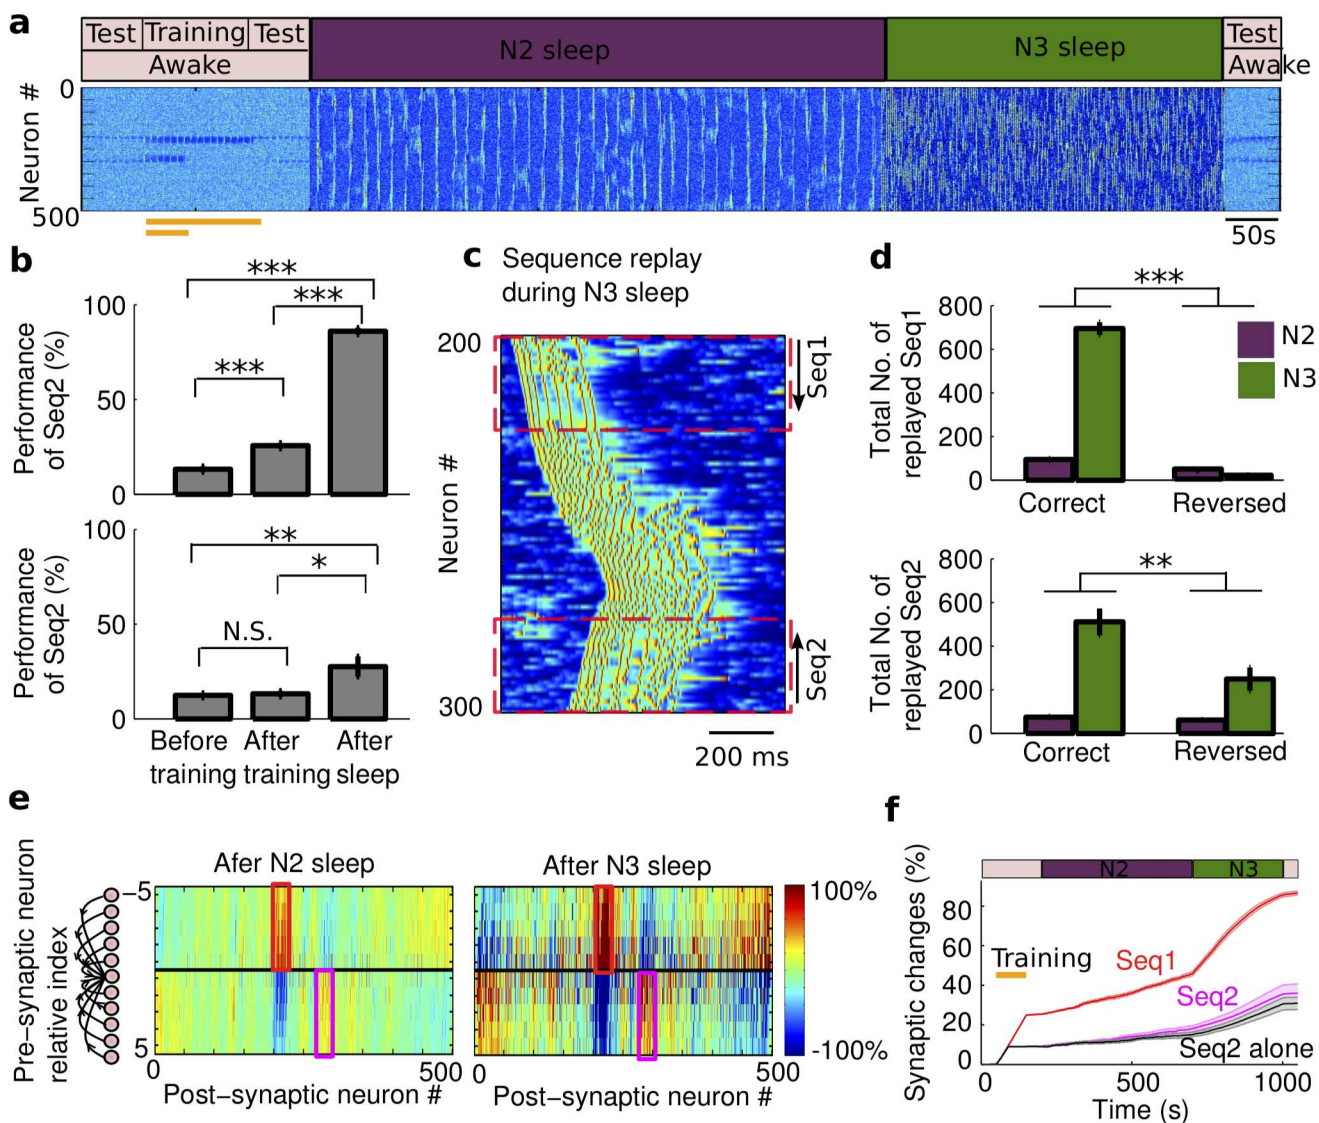 a
Test Training Test
Awake
N2 sleep
N3 sleep
Test
Awake
Neuron #
0
500
50s
b
Performance
of Seq2 (%)
100
50
0
***
***
***
Performance
of Seq2 (%)
100
50
0
**
*
N.S.
Before
training
After
training
After
sleep
c
Sequence replay
during N3 sleep
Neuron #
200
300
Seq1
Seq2
200 ms
d
Total No. of
replayed Seq1
800
600
400
200
0
***
N2
N3
Correct
Reversed
Total No. of
replayed Seq2
800
600
400
200
0
**
Correct
Reversed
e
Pre-synaptic neuron
relative index
Afer N2 sleep
-5
5
0
500
Post-synaptic neuron #
After N3 sleep
0
500
Post-synaptic neuron #
100%
-100%
f
Synaptic changes (%)
N2
N3
80
60
40
20
0
Training
Seq1
Seq2
Seq2 alone
0
500
1000
Time (s)